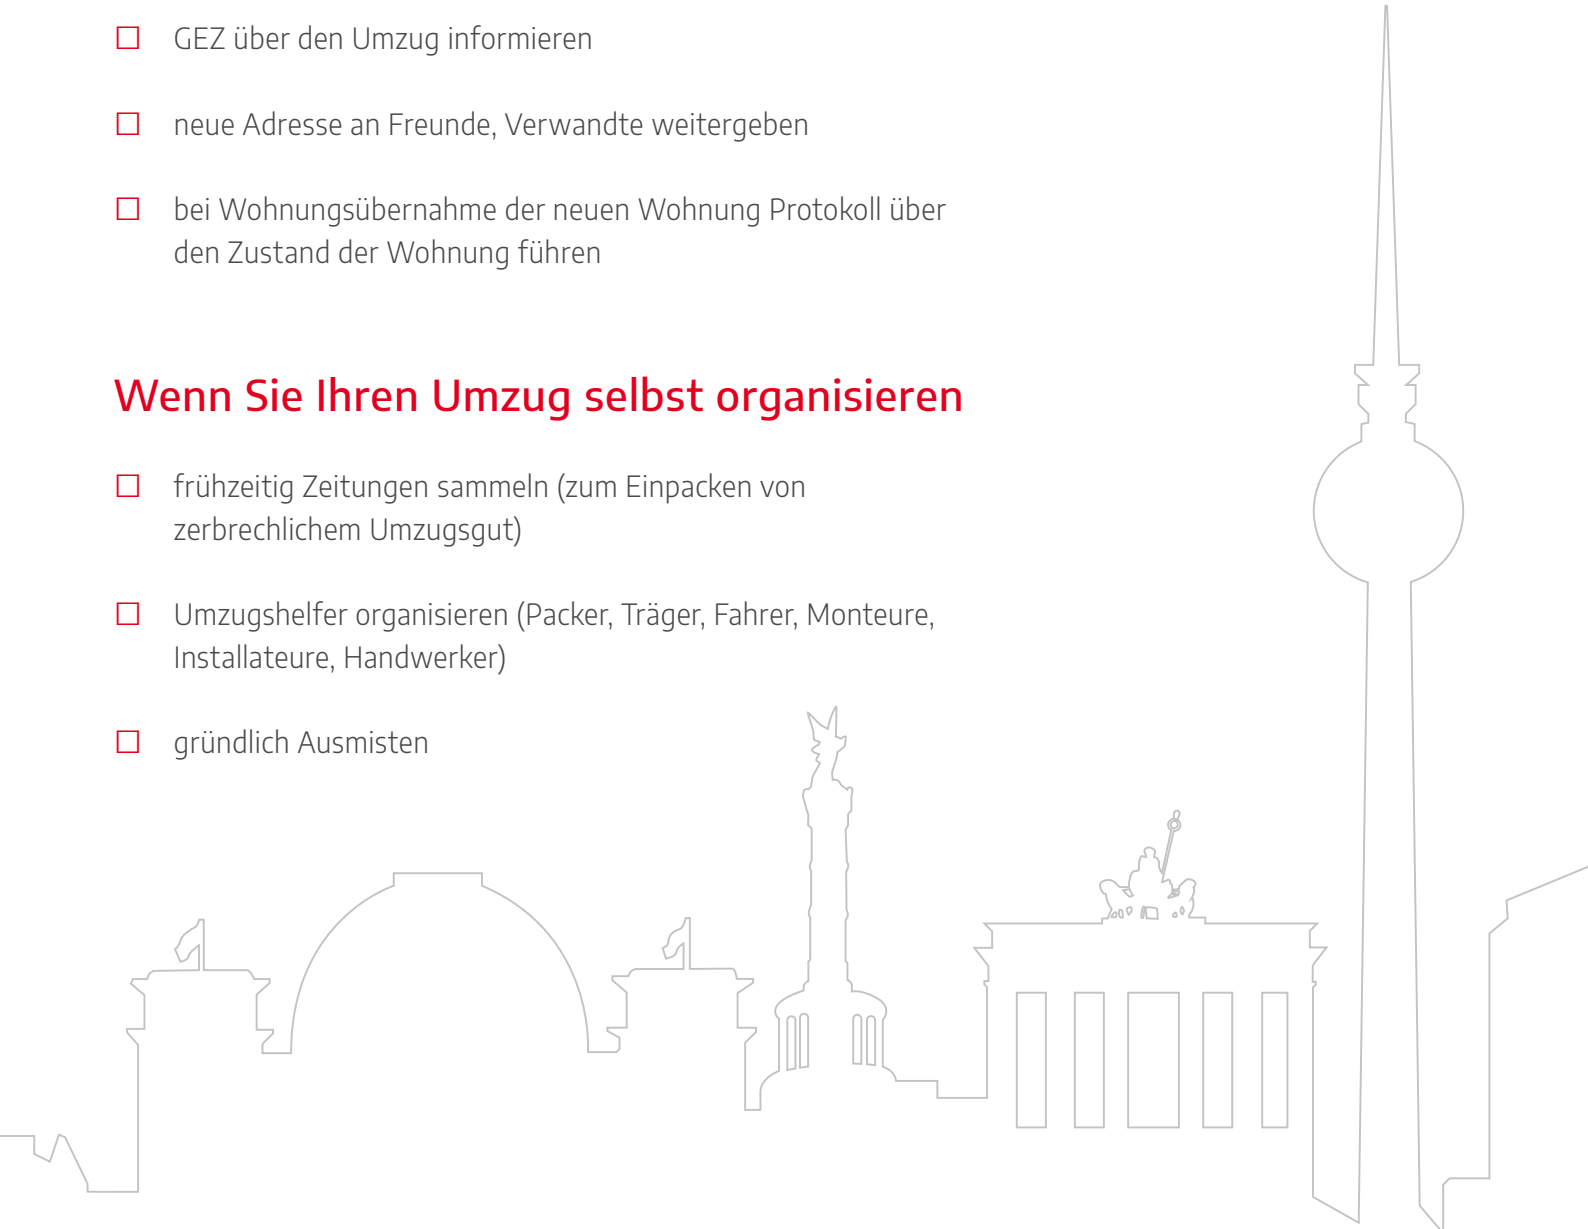 GEZ über den Umzug informieren
neue Adresse an Freunde, Verwandte weitergeben
bei Wohnungsübernahme der neuen Wohnung Protokoll über
den Zustand der Wohnung führen
Wenn Sie Ihren Umzug selbst organisieren
frühzeitig Zeitungen sammeln (zum Einpacken von
zerbrechlichem Umzugsgut)
Umzugshelfer organisieren (Packer, Träger, Fahrer, Monteure,
Installateure, Handwerker)
gründlich Ausmisten